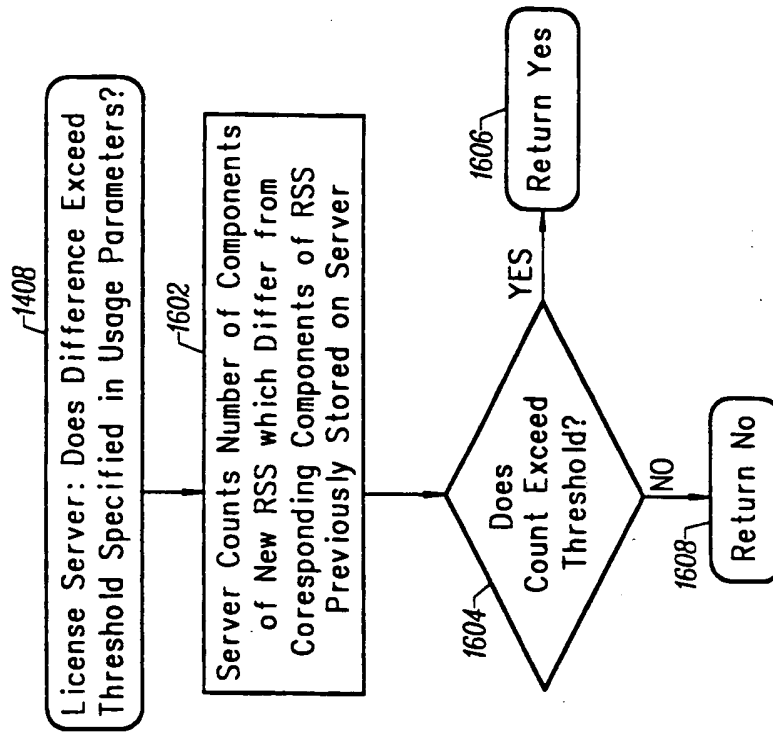 1408
License Server: Does Difference Exceed
Threshold Specified in Usage Parameters?
1602
Server Counts Number of Components
of New RSS which Differ from
Coresponding Components of RSS
Previously Stored on Server
1604
Does
Count Exceed
Threshold?
YES
1606
Return Yes
NO
1608
Return No